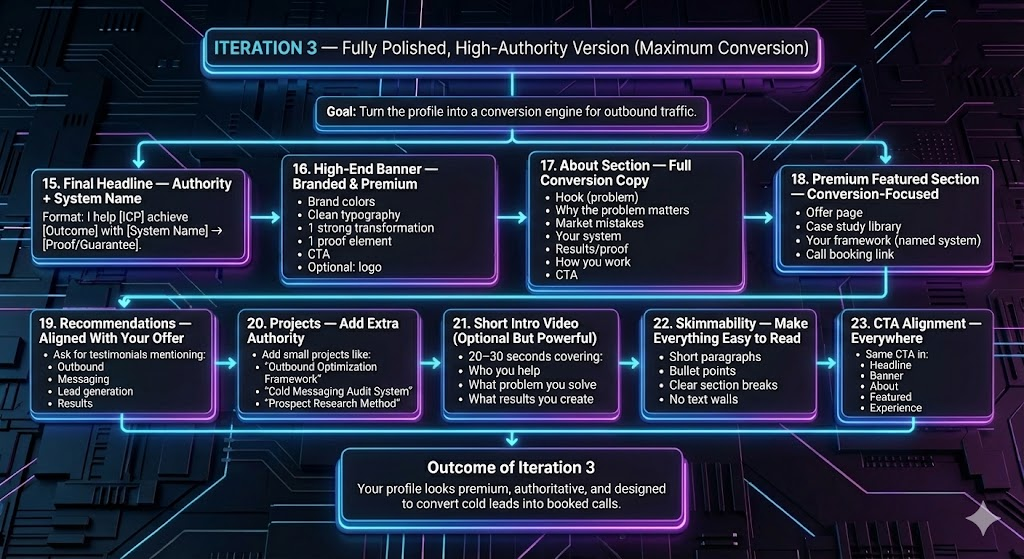 ITERATION 3 — Fully Polished, High-Authority Version (Maximum Conversion)
Goal: Turn the profile into a conversion engine for outbound traffic.
15. Final Headline — Authority
+ System Name
Format: I help [ICP] achieve
[Outcome] with [System Name] →
[Proof/Guarantee].
16. High-End Banner —
Branded & Premium
• Brand colors
• Clean typography
• 1 strong transformation
• 1 proof element
• CTA
• Optional: logo
17. About Section — Full
Conversion Copy
• Hook (problem)
• Why the problem matters
• Market mistakes
• Your system
• Results/proof
• How you work
• CTA
18. Premium Featured Section
— Conversion-Focused
• Offer page
• Case study library
• Your framework (named system)
• Call booking link
19. Recommendations —
Aligned With Your Offer
• Ask for testimonials mentioning:
• Outbound
• Messaging
• Lead generation
• Results
20. Projects — Add Extra
Authority
• Add small projects like:
• "Outbound Optimization
Framework"
• "Cold Messaging Audit System"
• "Prospect Research Method"
21. Short Intro Video
(Optional But Powerful)
• 20–30 seconds covering:
• Who you help
• What problem you solve
• What results you create
22. Skimmability — Make
Everything Easy to Read
• Short paragraphs
• Bullet points
• Clear section breaks
• No text walls
23. CTA Alignment —
Everywhere
• Same CTA in:
• Headline
• Banner
• About
• Featured
• Experience
Outcome of Iteration 3
Your profile looks premium, authoritative, and designed
to convert cold leads into booked calls.